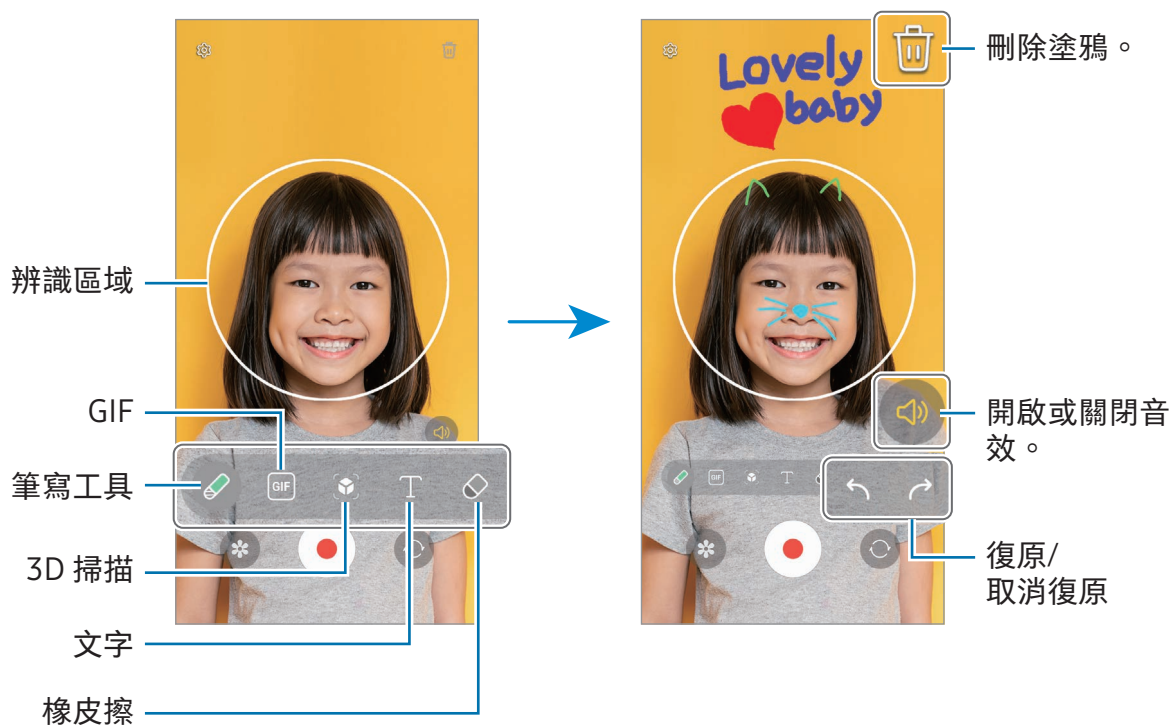 Lovely
baby
刪除塗鴉。
辨識區域
GIF
開啟或關閉音
效。
筆寫工具
GIF
T
GIF
T
3D 掃描
復原/
取消復原
文字
橡皮擦